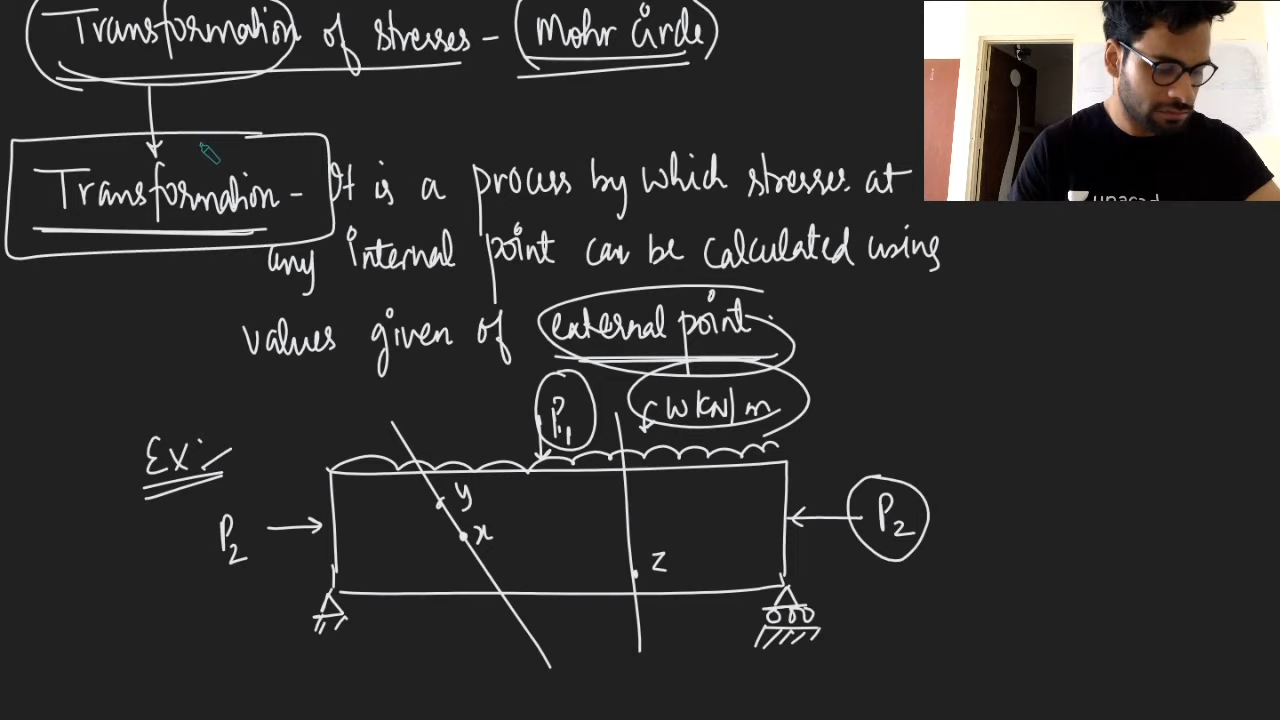 Transformation of stresses - Mohr Circle
Transformation - It is a process by which stresses at
any internal point can be calculated using
values given of external point.
P1
w KN/m
Ex:-
y
x
P2
P2
z